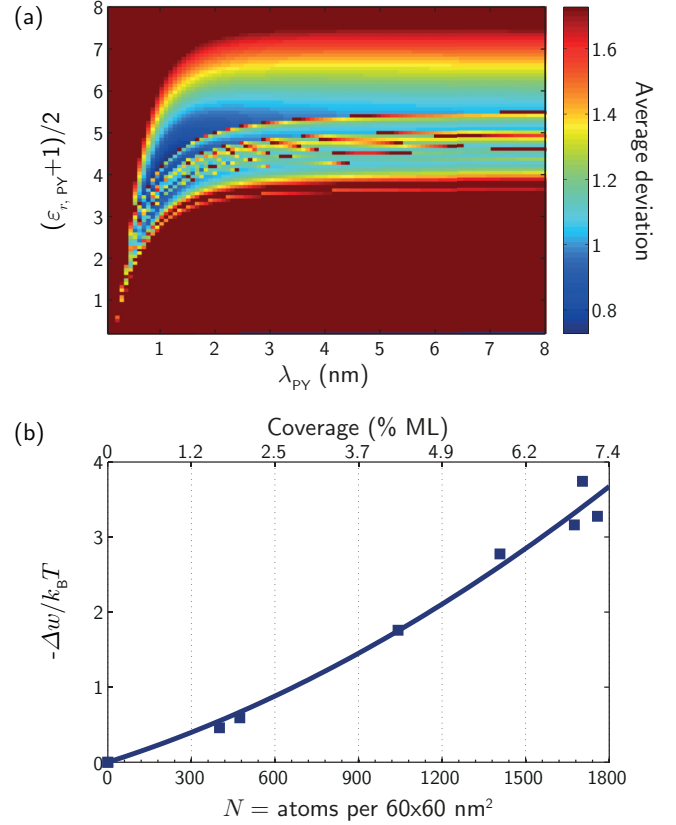 (a)
8
7
6
5
4
3
2
1
(ε_{r, PY}+1)/2
1 2 3 4 5 6 7 8
λ_{PY} (nm)
1.6
1.4
1.2
1
0.8
Average deviation
(b)
Coverage (% ML)
0 1.2 2.5 3.7 4.9 6.2 7.4
4
3
2
1
0
-Δw/k_BT
0 300 600 900 1200 1500 1800
N = atoms per 60x60 nm²